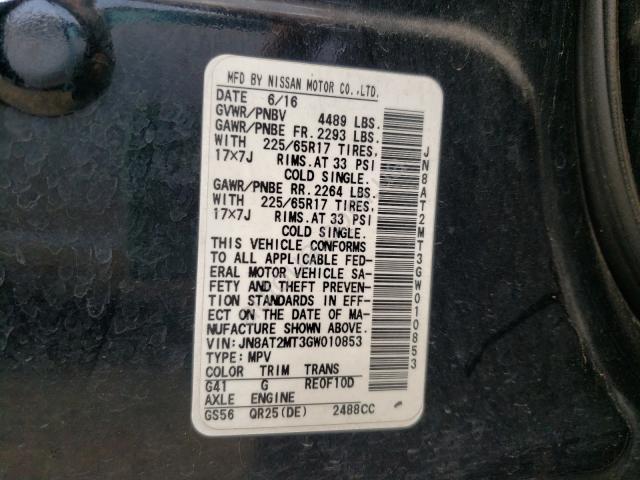 MFD BY NISSAN MOTOR CO.,LTD.
DATE 6/16
GVWR/PNBV 4489 LBS.
GAWR/PNBE FR. 2293 LBS.
WITH 225/65R17 TIRES,
17X7J RIMS.AT 33 PSI
COLD SINGLE.
GAWR/PNBE RR. 2264 LBS.
WITH 225/65R17 TIRES,
17X7J RIMS.AT 33 PSI
COLD SINGLE.
THIS VEHICLE CONFORMS
TO ALL APPLICABLE FED-
ERAL MOTOR VEHICLE SA-
FETY AND THEFT PREVEN-
TION STANDARDS IN EFF-
ECT ON THE DATE OF MA-
NUFACTURE SHOWN ABOVE.
VIN:JN8AT2MT3GW010853
TYPE:MPV
COLOR TRIM TRANS
G41 G RE0F10D
AXLE ENGINE
GS56 QR25(DE) 2488CC
JN8AT2MT3GW010853